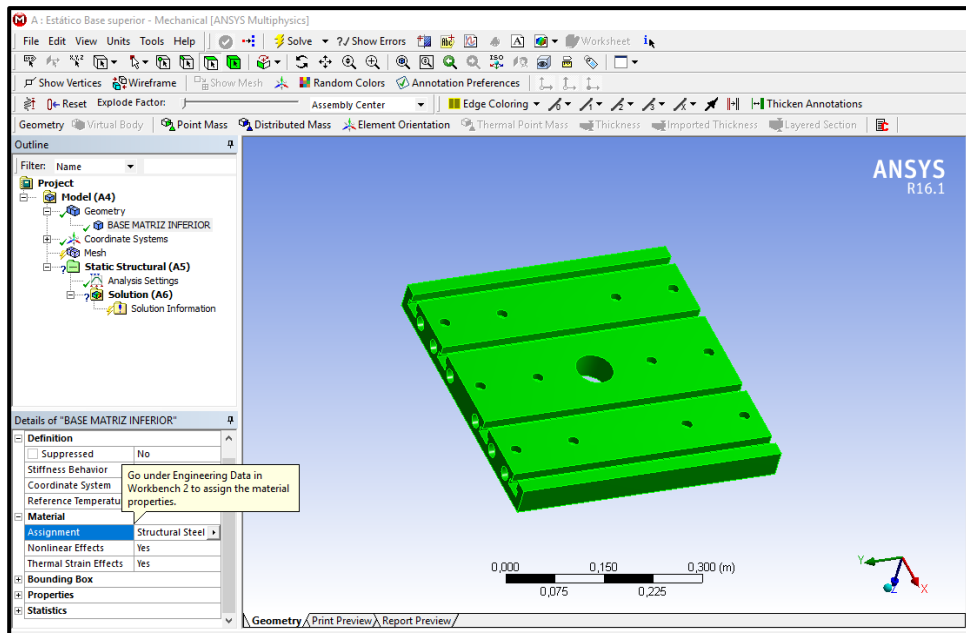 A : Estático Base superior - Mechanical [ANSYS Multiphysics]
File Edit View Units Tools Help Solve ?/ Show Errors Worksheet
Show Vertices Wireframe Show Mesh Random Colors Annotation Preferences
Reset Explode Factor: Assembly Center Edge Coloring Thicken Annotations
Geometry Virtual Body Point Mass Distributed Mass Element Orientation Thermal Point Mass Thickness Imported Thickness Layered Section
Outline
Filter: Name
Project
Model (A4)
Geometry
BASE MATRIZ INFERIOR
Coordinate Systems
Mesh
Static Structural (A5)
Analysis Settings
Solution (A6)
Solution Information
ANSYS
R16.1
Details of "BASE MATRIZ INFERIOR"
Definition
Suppressed No
Stiffness Behavior
Coordinate System
Reference Temperatu
Go under Engineering Data in
Workbench 2 to assign the material
properties.
Material
Assignment Structural Steel
Nonlinear Effects Yes
Thermal Strain Effects Yes
Bounding Box
Properties
Statistics
0,000 0,150 0,300 (m)
0,075 0,225
Y
X
Z
Geometry Print Preview Report Preview